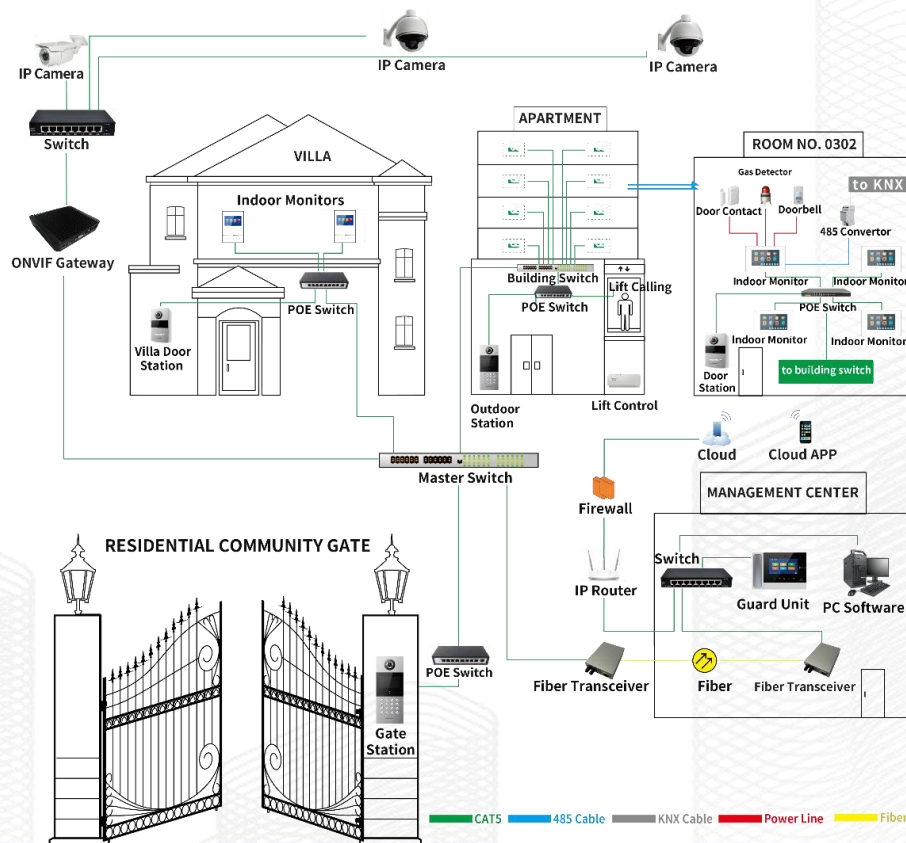 IP Camera
IP Camera
IP Camera
Switch
ONVIF Gateway
VILLA
Indoor Monitors
POE Switch
Villa Door
Station
APARTMENT
Building Switch
POE Switch
Lift Calling
Outdoor
Station
Lift Control
ROOM NO. 0302
Gas Detector
to KNX
Door Contact
Doorbell
485 Convertor
Indoor Monitor
Indoor Monitor
POE Switch
Indoor Monitor
Indoor Monitor
Door
Station
to building switch
Master Switch
Cloud
Cloud APP
Firewall
IP Router
MANAGEMENT CENTER
Switch
Guard Unit
PC Software
Fiber Transceiver
Fiber
Fiber Transceiver
RESIDENTIAL COMMUNITY GATE
POE Switch
Gate
Station
CAT5
485 Cable
KNX Cable
Power Line
Fiber